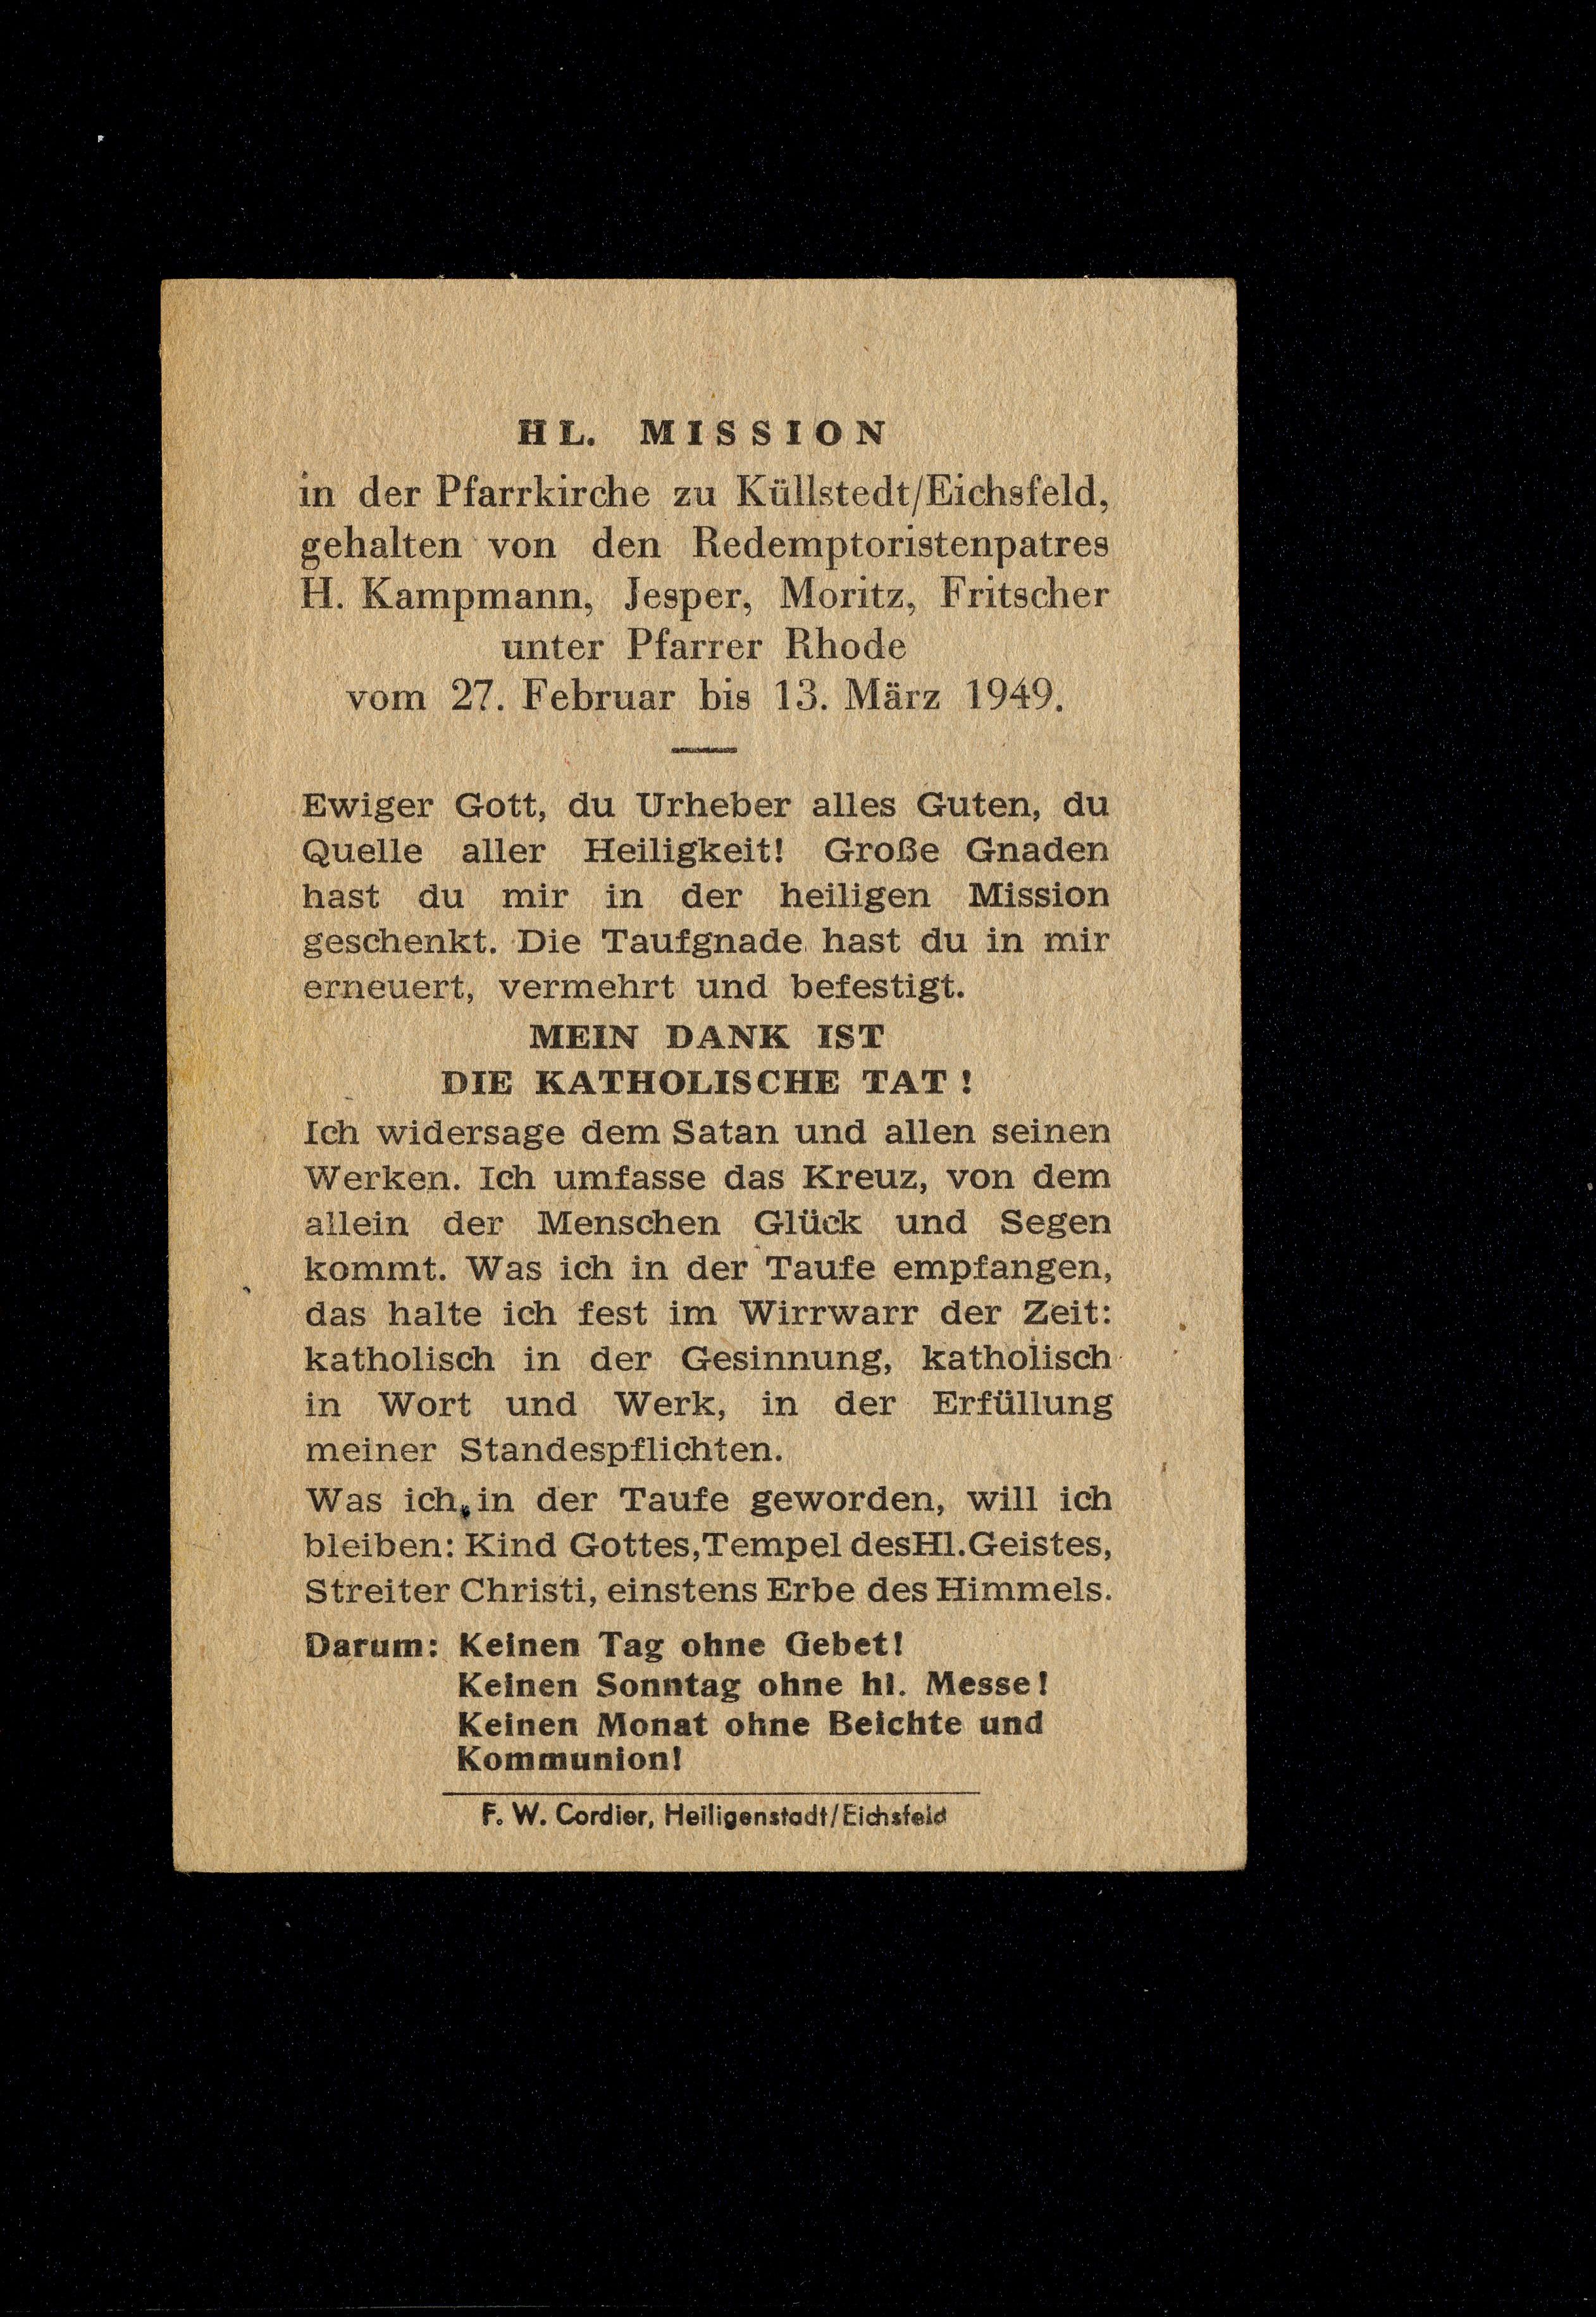 HL. MISSION
in der Pfarrkirche zu Küllstedt/Eichsfeld,
gehalten von den Redemptoristenpatres
H. Kampmann, Jesper, Moritz, Fritscher
unter Pfarrer Rhode
vom 27. Februar bis 13. März 1949.
Ewiger Gott, du Urheber alles Guten, du
Quelle aller Heiligkeit! Große Gnaden
hast du mir in der heiligen Mission
geschenkt. Die Taufgnade hast du in mir
erneuert, vermehrt und befestigt.
MEIN DANK IST
DIE KATHOLISCHE TAT !
Ich widersage dem Satan und allen seinen
Werken. Ich umfasse das Kreuz, von dem
allein der Menschen Glück und Segen
kommt. Was ich in der Taufe empfangen,
das halte ich fest im Wirrwarr der Zeit:
katholisch in der Gesinnung, katholisch
in Wort und Werk, in der Erfüllung
meiner Standespflichten.
Was ich in der Taufe geworden, will ich
bleiben: Kind Gottes,Tempel desHl.Geistes,
Streiter Christi, einstens Erbe des Himmels.
Darum: Keinen Tag ohne Gebet!
Keinen Sonntag ohne hl. Messe!
Keinen Monat ohne Beichte und
Kommunion!
F. W. Cordier, Heiligenstadt/Eichsfeld